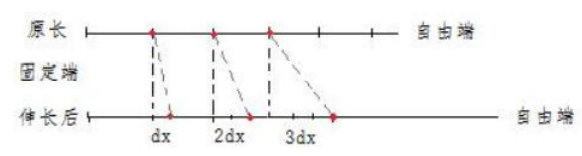 原长 自由端
固定端
伸长后 自由端
dx 2dx 3dx